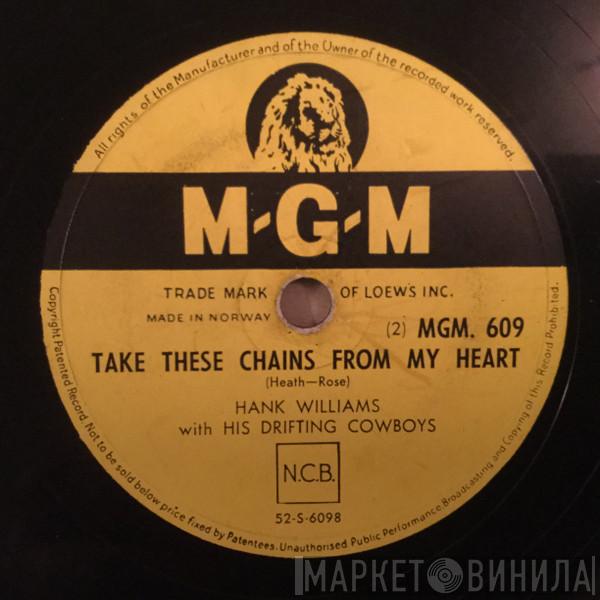 All rights of the Manufacturer and of the Owner of the recorded work reserved.
M-G-M
TRADE MARK OF LOEWS INC.
MADE IN NORWAY
(2) MGM. 609
TAKE THESE CHAINS FROM MY HEART
(Heath—Rose)
HANK WILLIAMS
with HIS DRIFTING COWBOYS
N.C.B.
52-S-6098
Copyright Patented Record. Not to be sold below price fixed by Patentees. Unauthorised Public Performance, Broadcasting and Copying of this Record Prohibited.
МАРКЕТ ВИНИЛА